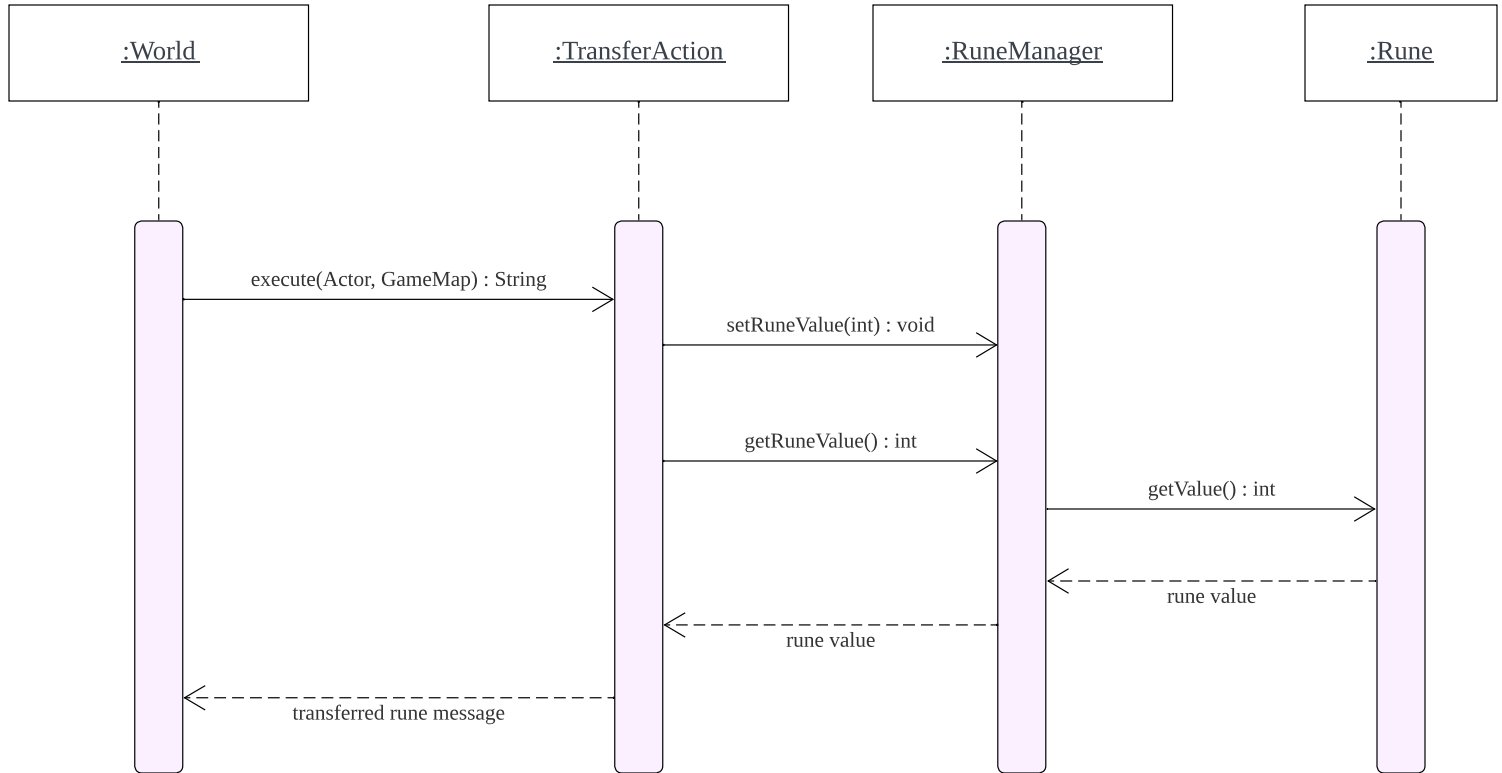 :World
:TransferAction
:RuneManager
:Rune
execute(Actor, GameMap) : String
setRuneValue(int) : void
getRuneValue() : int
getValue() : int
rune value
rune value
transferred rune message